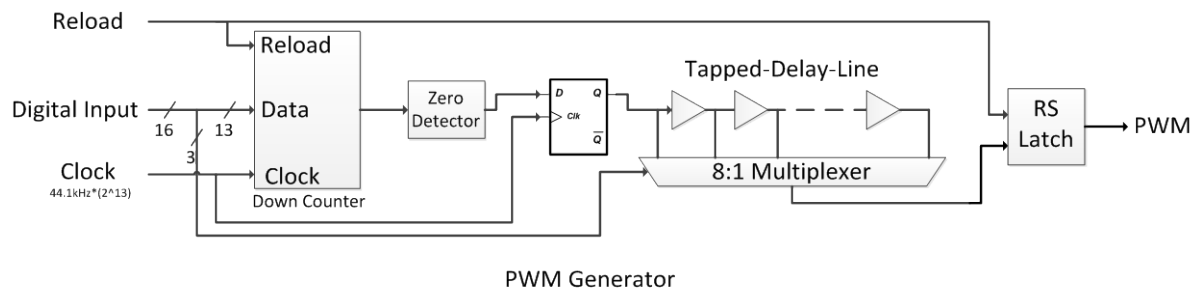 Reload
Reload
Tapped-Delay-Line
Digital Input
16
13
3
Data
Zero
Detector
D
Q
Clk
Q
RS
Latch
PWM
Clock
44.1kHz*(2^13)
Clock
Down Counter
8:1 Multiplexer
PWM Generator